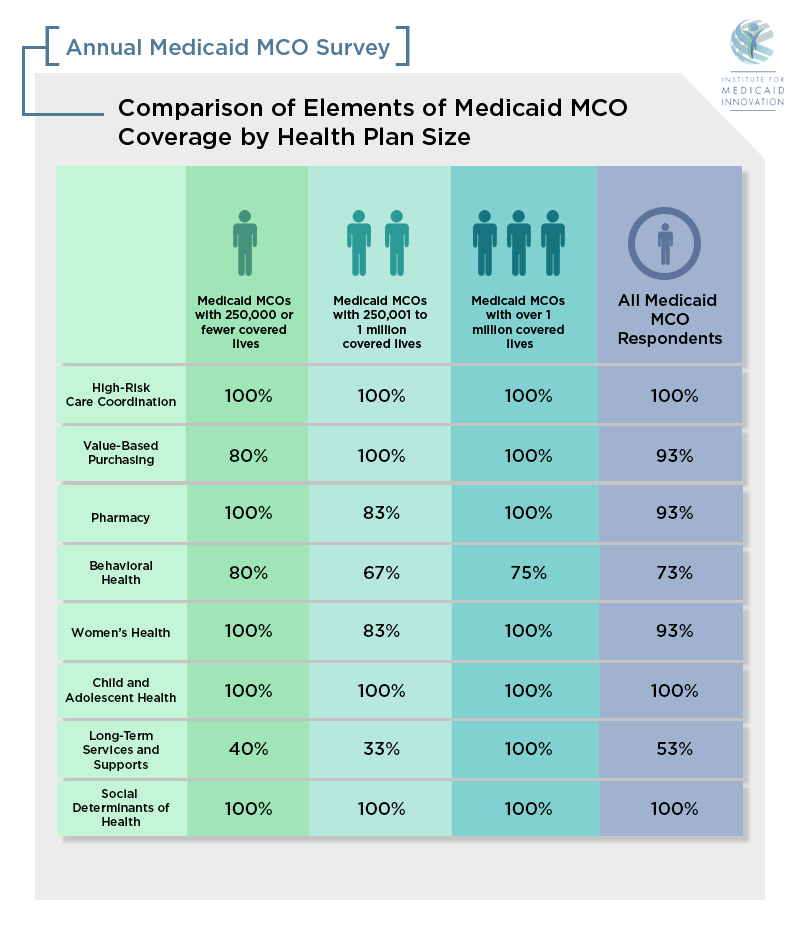 Annual Medicaid MCO Survey
INSTITUTE FOR
MEDICAID
INNOVATION
Comparison of Elements of Medicaid MCO
Coverage by Health Plan Size
Medicaid MCOs
with 250,000 or
fewer covered
lives
Medicaid MCOs
with 250,001 to
1 million
covered lives
Medicaid MCOs
with over 1
million covered
lives
All Medicaid
MCO
Respondents
High-Risk
Care Coordination
100%
100%
100%
100%
Value-Based
Purchasing
80%
100%
100%
93%
Pharmacy
100%
83%
100%
93%
Behavioral
Health
80%
67%
75%
73%
Women's Health
100%
83%
100%
93%
Child and
Adolescent Health
100%
100%
100%
100%
Long-Term
Services and
Supports
40%
33%
100%
53%
Social
Determinants of
Health
100%
100%
100%
100%